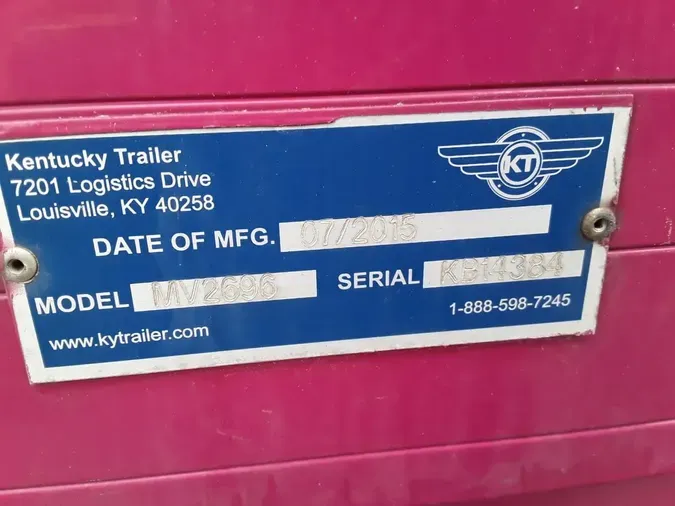 Kentucky Trailer
7201 Logistics Drive
Louisville, KY 40258
KT
DATE OF MFG. 07/2015
MODEL MV2696 SERIAL KB14384
1-888-598-7245
www.kytrailer.com